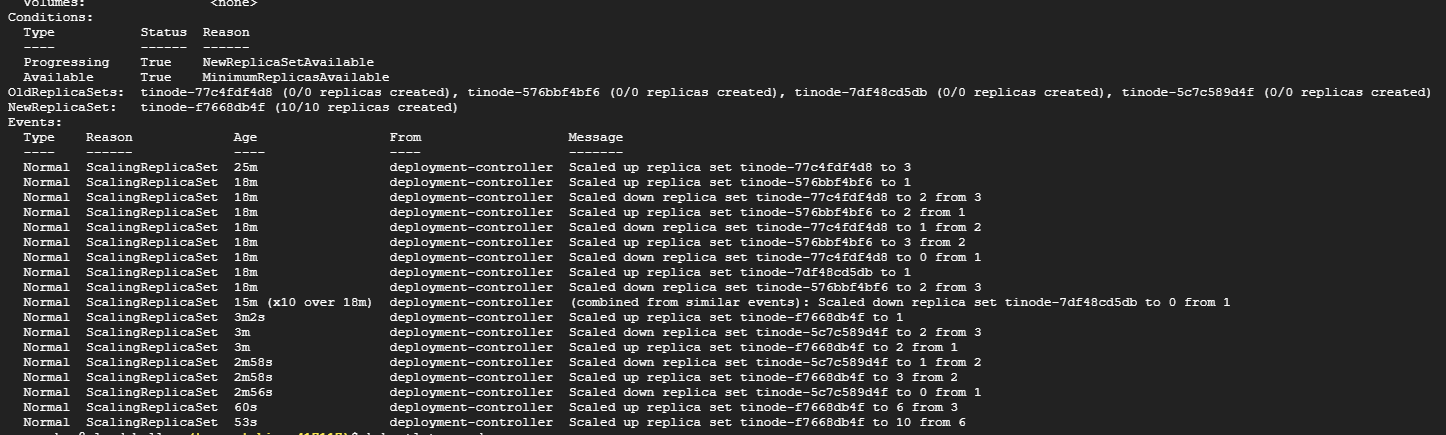 Volumes: <none>
Conditions:
Type Status Reason
---- ------ ------
Progressing True NewReplicaSetAvailable
Available True MinimumReplicasAvailable
OldReplicaSets: tinode-77c4fdf4d8 (0/0 replicas created), tinode-576bbf4bf6 (0/0 replicas created), tinode-7df48cd5db (0/0 replicas created), tinode-5c7c589d4f (0/0 replicas created)
NewReplicaSet: tinode-f7668db4f (10/10 replicas created)
Events:
Type Reason Age From Message
---- ------ ---- ---- -------
Normal ScalingReplicaSet 25m deployment-controller Scaled up replica set tinode-77c4fdf4d8 to 3
Normal ScalingReplicaSet 18m deployment-controller Scaled up replica set tinode-576bbf4bf6 to 1
Normal ScalingReplicaSet 18m deployment-controller Scaled down replica set tinode-77c4fdf4d8 to 2 from 3
Normal ScalingReplicaSet 18m deployment-controller Scaled up replica set tinode-576bbf4bf6 to 2 from 1
Normal ScalingReplicaSet 18m deployment-controller Scaled down replica set tinode-77c4fdf4d8 to 1 from 2
Normal ScalingReplicaSet 18m deployment-controller Scaled up replica set tinode-576bbf4bf6 to 3 from 2
Normal ScalingReplicaSet 18m deployment-controller Scaled down replica set tinode-77c4fdf4d8 to 0 from 1
Normal ScalingReplicaSet 18m deployment-controller Scaled up replica set tinode-7df48cd5db to 1
Normal ScalingReplicaSet 18m deployment-controller Scaled down replica set tinode-576bbf4bf6 to 2 from 3
Normal ScalingReplicaSet 15m (x10 over 18m) deployment-controller (combined from similar events): Scaled down replica set tinode-7df48cd5db to 0 from 1
Normal ScalingReplicaSet 3m2s deployment-controller Scaled up replica set tinode-f7668db4f to 1
Normal ScalingReplicaSet 3m deployment-controller Scaled down replica set tinode-5c7c589d4f to 2 from 3
Normal ScalingReplicaSet 3m deployment-controller Scaled up replica set tinode-f7668db4f to 2 from 1
Normal ScalingReplicaSet 2m58s deployment-controller Scaled down replica set tinode-5c7c589d4f to 1 from 2
Normal ScalingReplicaSet 2m58s deployment-controller Scaled up replica set tinode-f7668db4f to 3 from 2
Normal ScalingReplicaSet 2m56s deployment-controller Scaled down replica set tinode-5c7c589d4f to 0 from 1
Normal ScalingReplicaSet 60s deployment-controller Scaled up replica set tinode-f7668db4f to 6 from 3
Normal ScalingReplicaSet 53s deployment-controller Scaled up replica set tinode-f7668db4f to 10 from 6